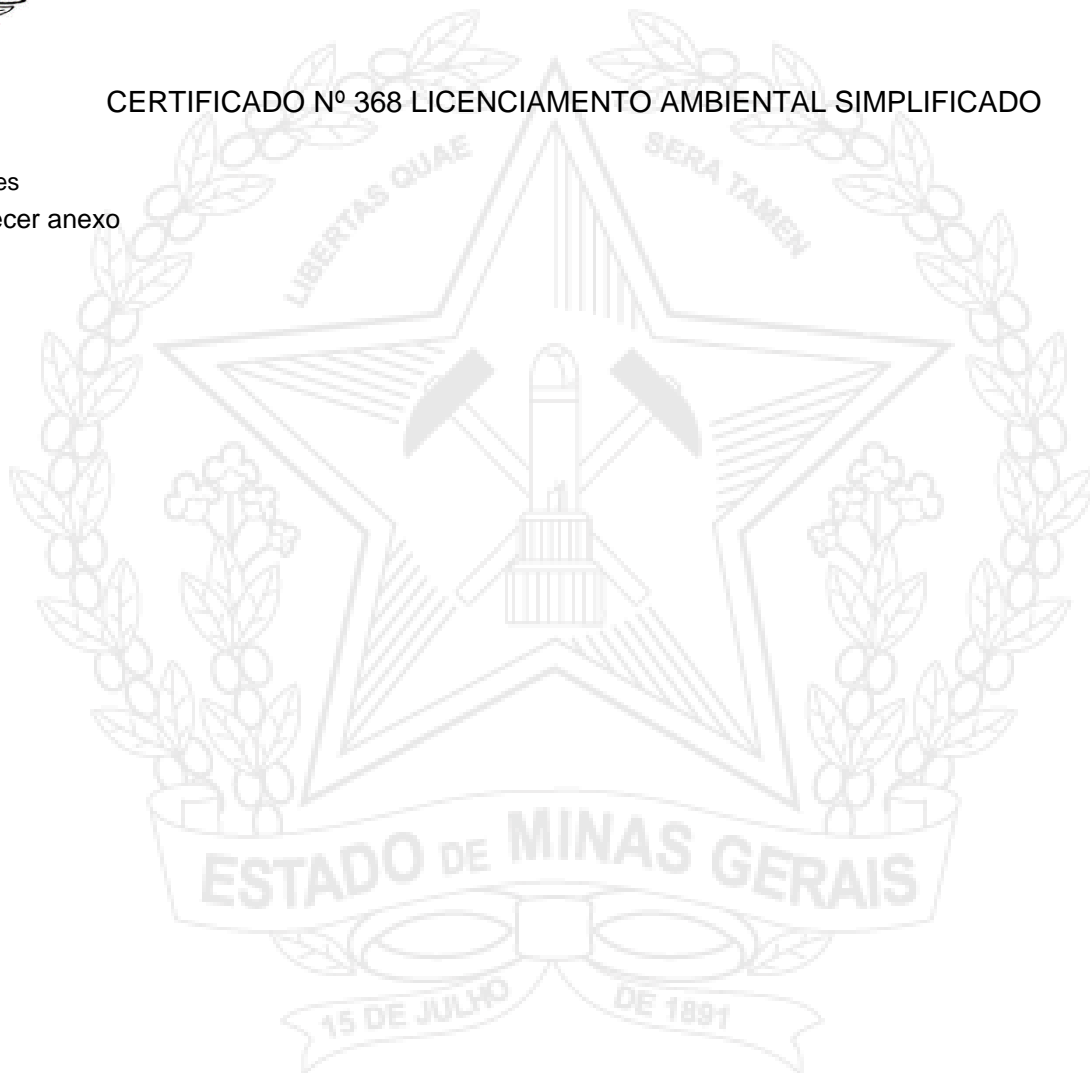 CERTIFICADO Nº 368 LICENCIAMENTO AMBIENTAL SIMPLIFICADO
LIBERTAS QUAE SERA TAMEN
es
ecer anexo
ESTADO DE MINAS GERAIS
15 DE JULHO DE 1891